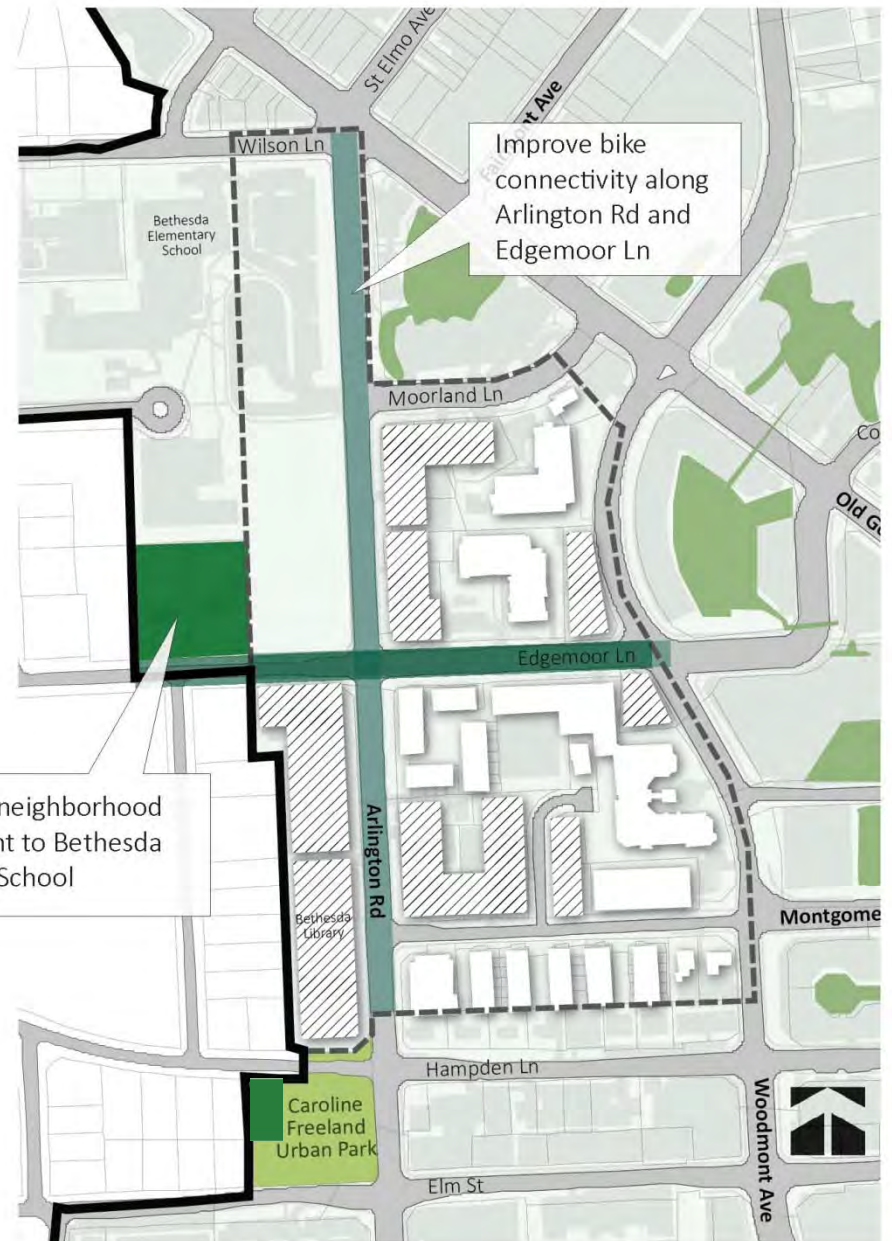 St Elmo Ave
Ave
Wilson Ln
Improve bike
connectivity along
Arlington Rd and
Edgemoor Ln
Bethesda
Elementary
School
Moorland Ln
Co
Old G
Edgemoor Ln
neighborhood
nt to Bethesda
School
Arlington Rd
Bethesda
Library
Montgome
Hampden Ln
Caroline
Freeland
Urban Park
Elm St
Woodmont Ave